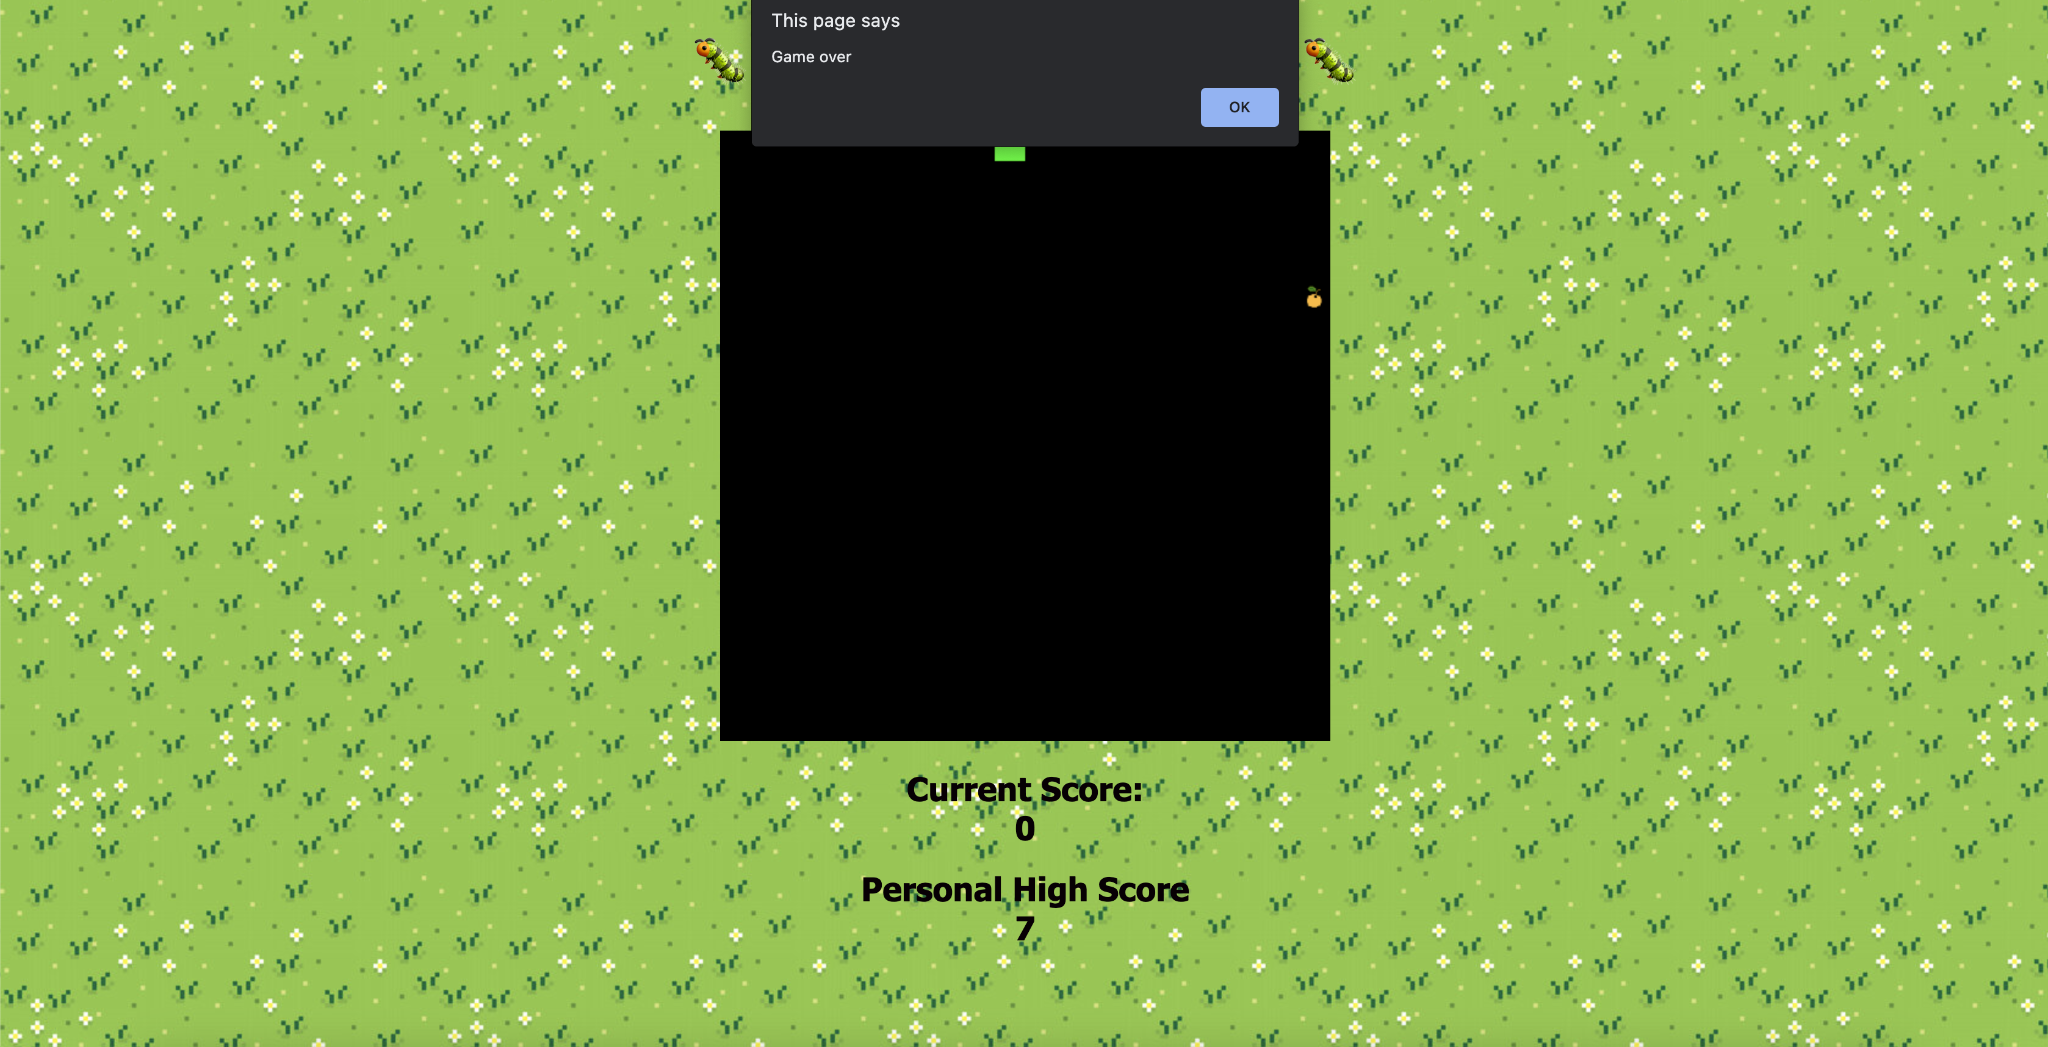 This page says
Game over
OK
Current Score:
0
Personal High Score
7